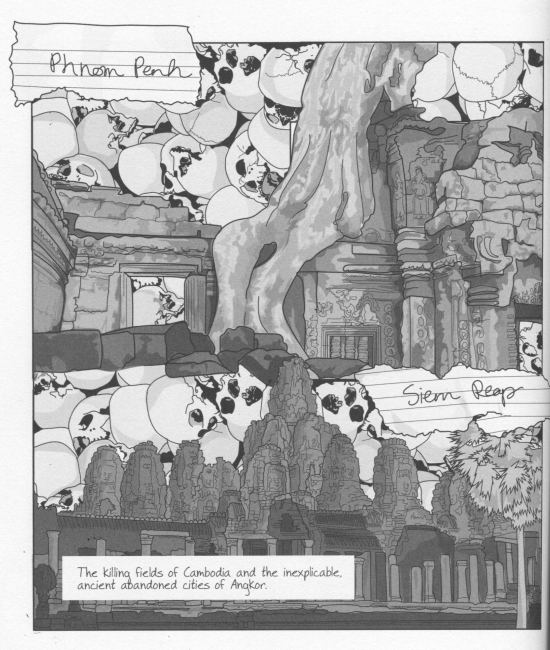 Phnom Penh
Siem Reap
The killing fields of Cambodia and the inexplicable,
ancient abandoned cities of Angkor.